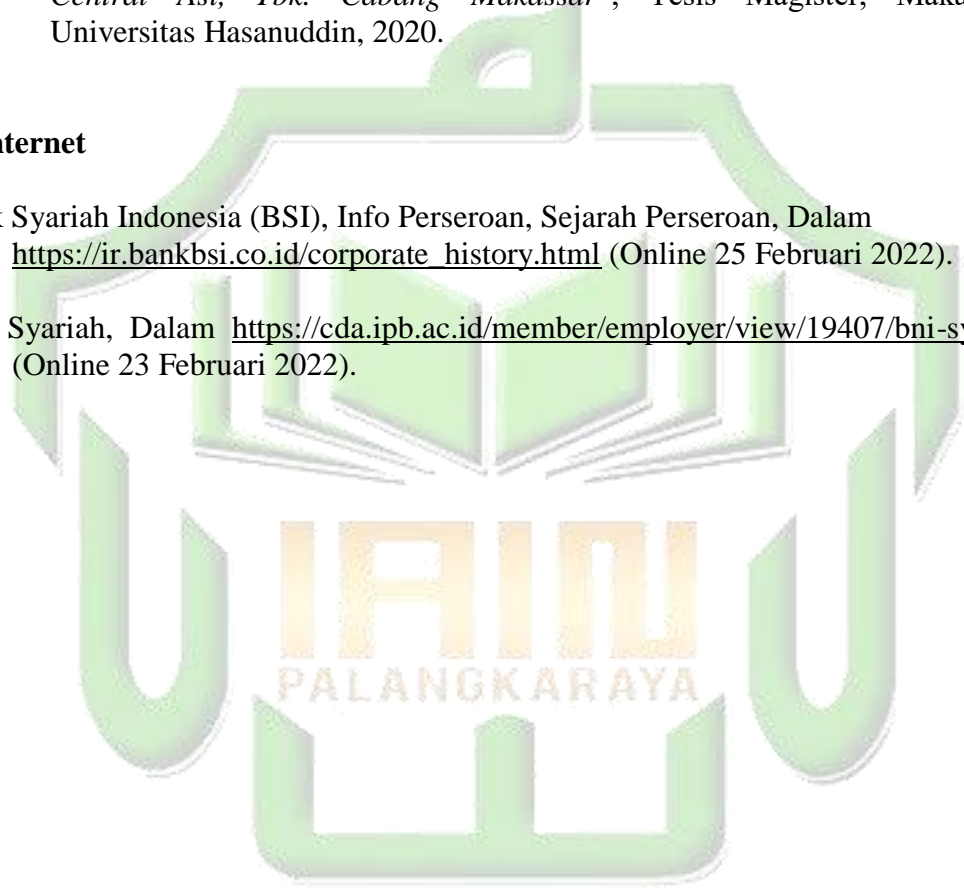 Central Asi, Tbk. Cabang Makassar", Tesis Magister, Maka
Universitas Hasanuddin, 2020.
nternet
Syariah Indonesia (BSI), Info Perseroan, Sejarah Perseroan, Dalam
https://ir.bankbsi.co.id/corporate_history.html (Online 25 Februari 2022).
Syariah, Dalam https://cda.ipb.ac.id/member/employer/view/19407/bni-sy
(Online 23 Februari 2022).
IAIN
PALANGKARAYA